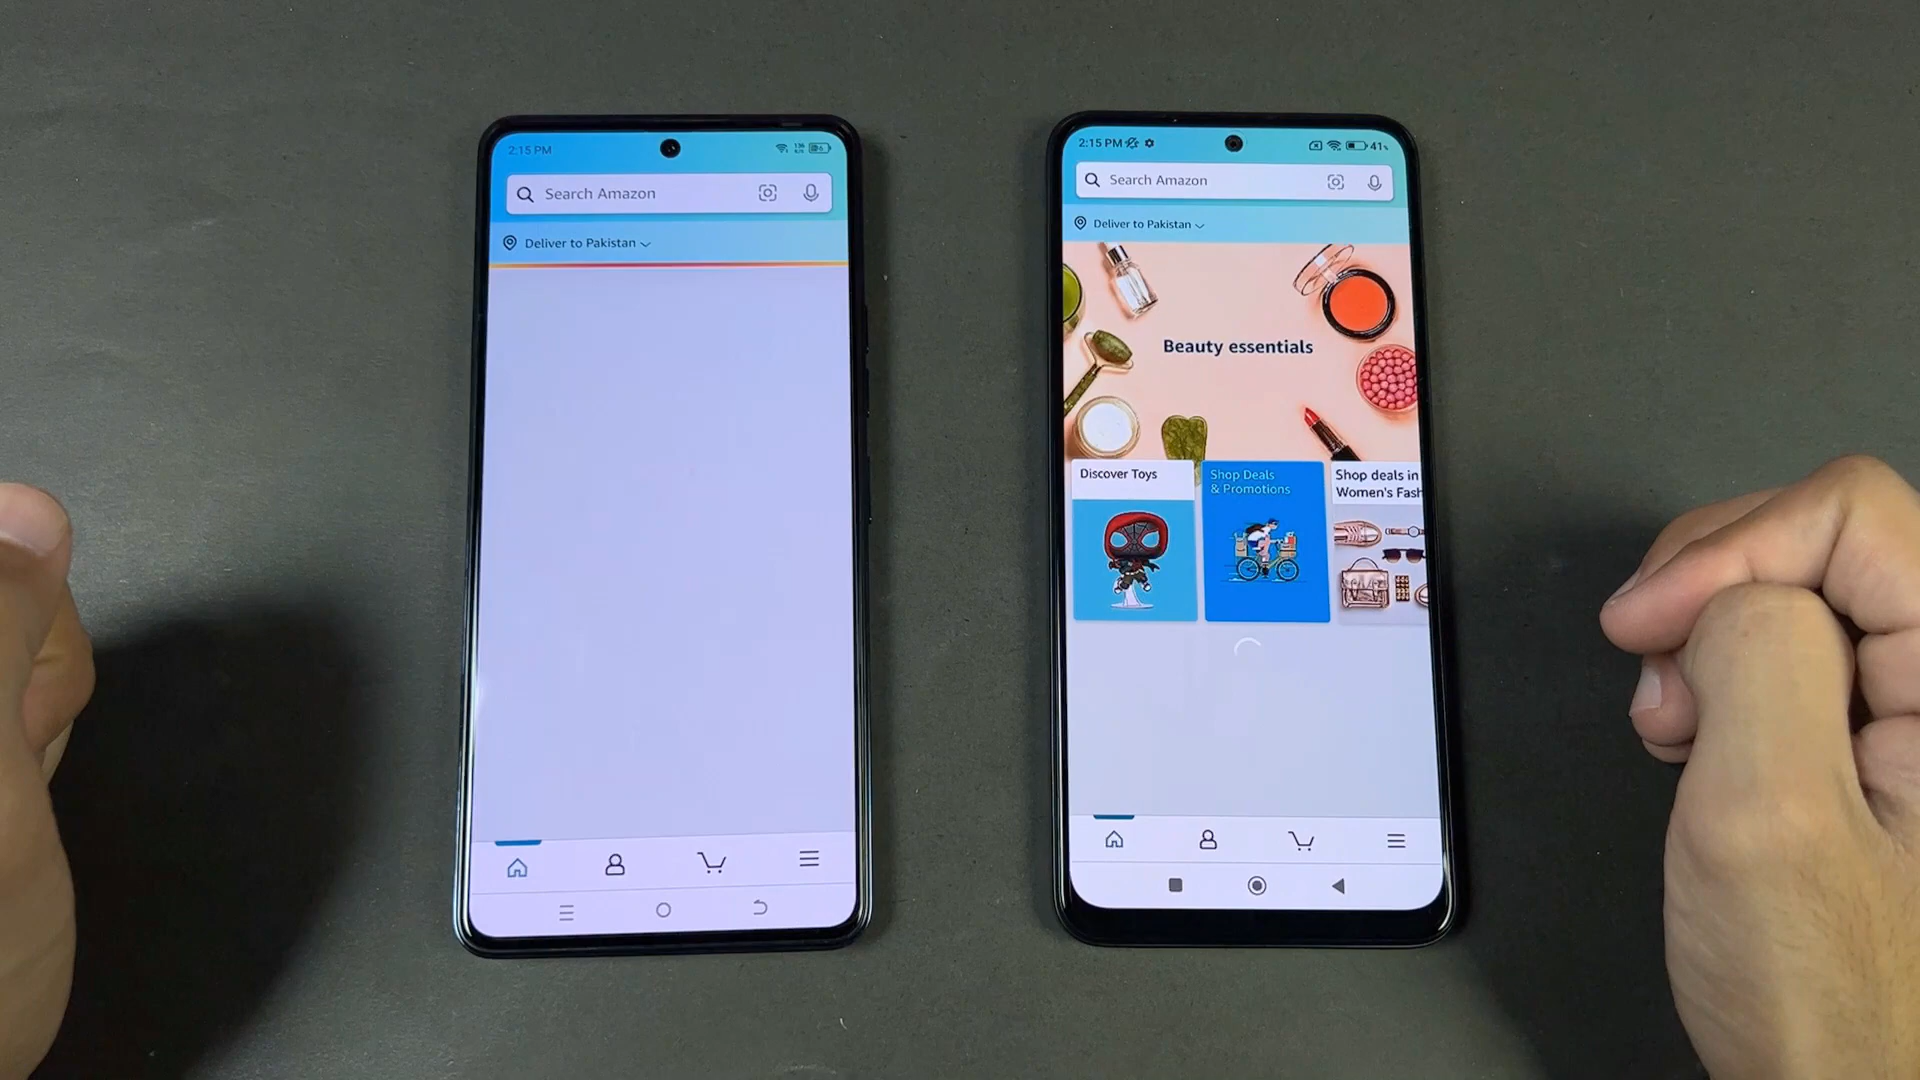 2:15 PM
Search Amazon
Deliver to Pakistan
2:15 PM
41%
Search Amazon
Deliver to Pakistan
Beauty essentials
Discover Toys
Shop Deals
& Promotions
Shop deals in
Women's Fash